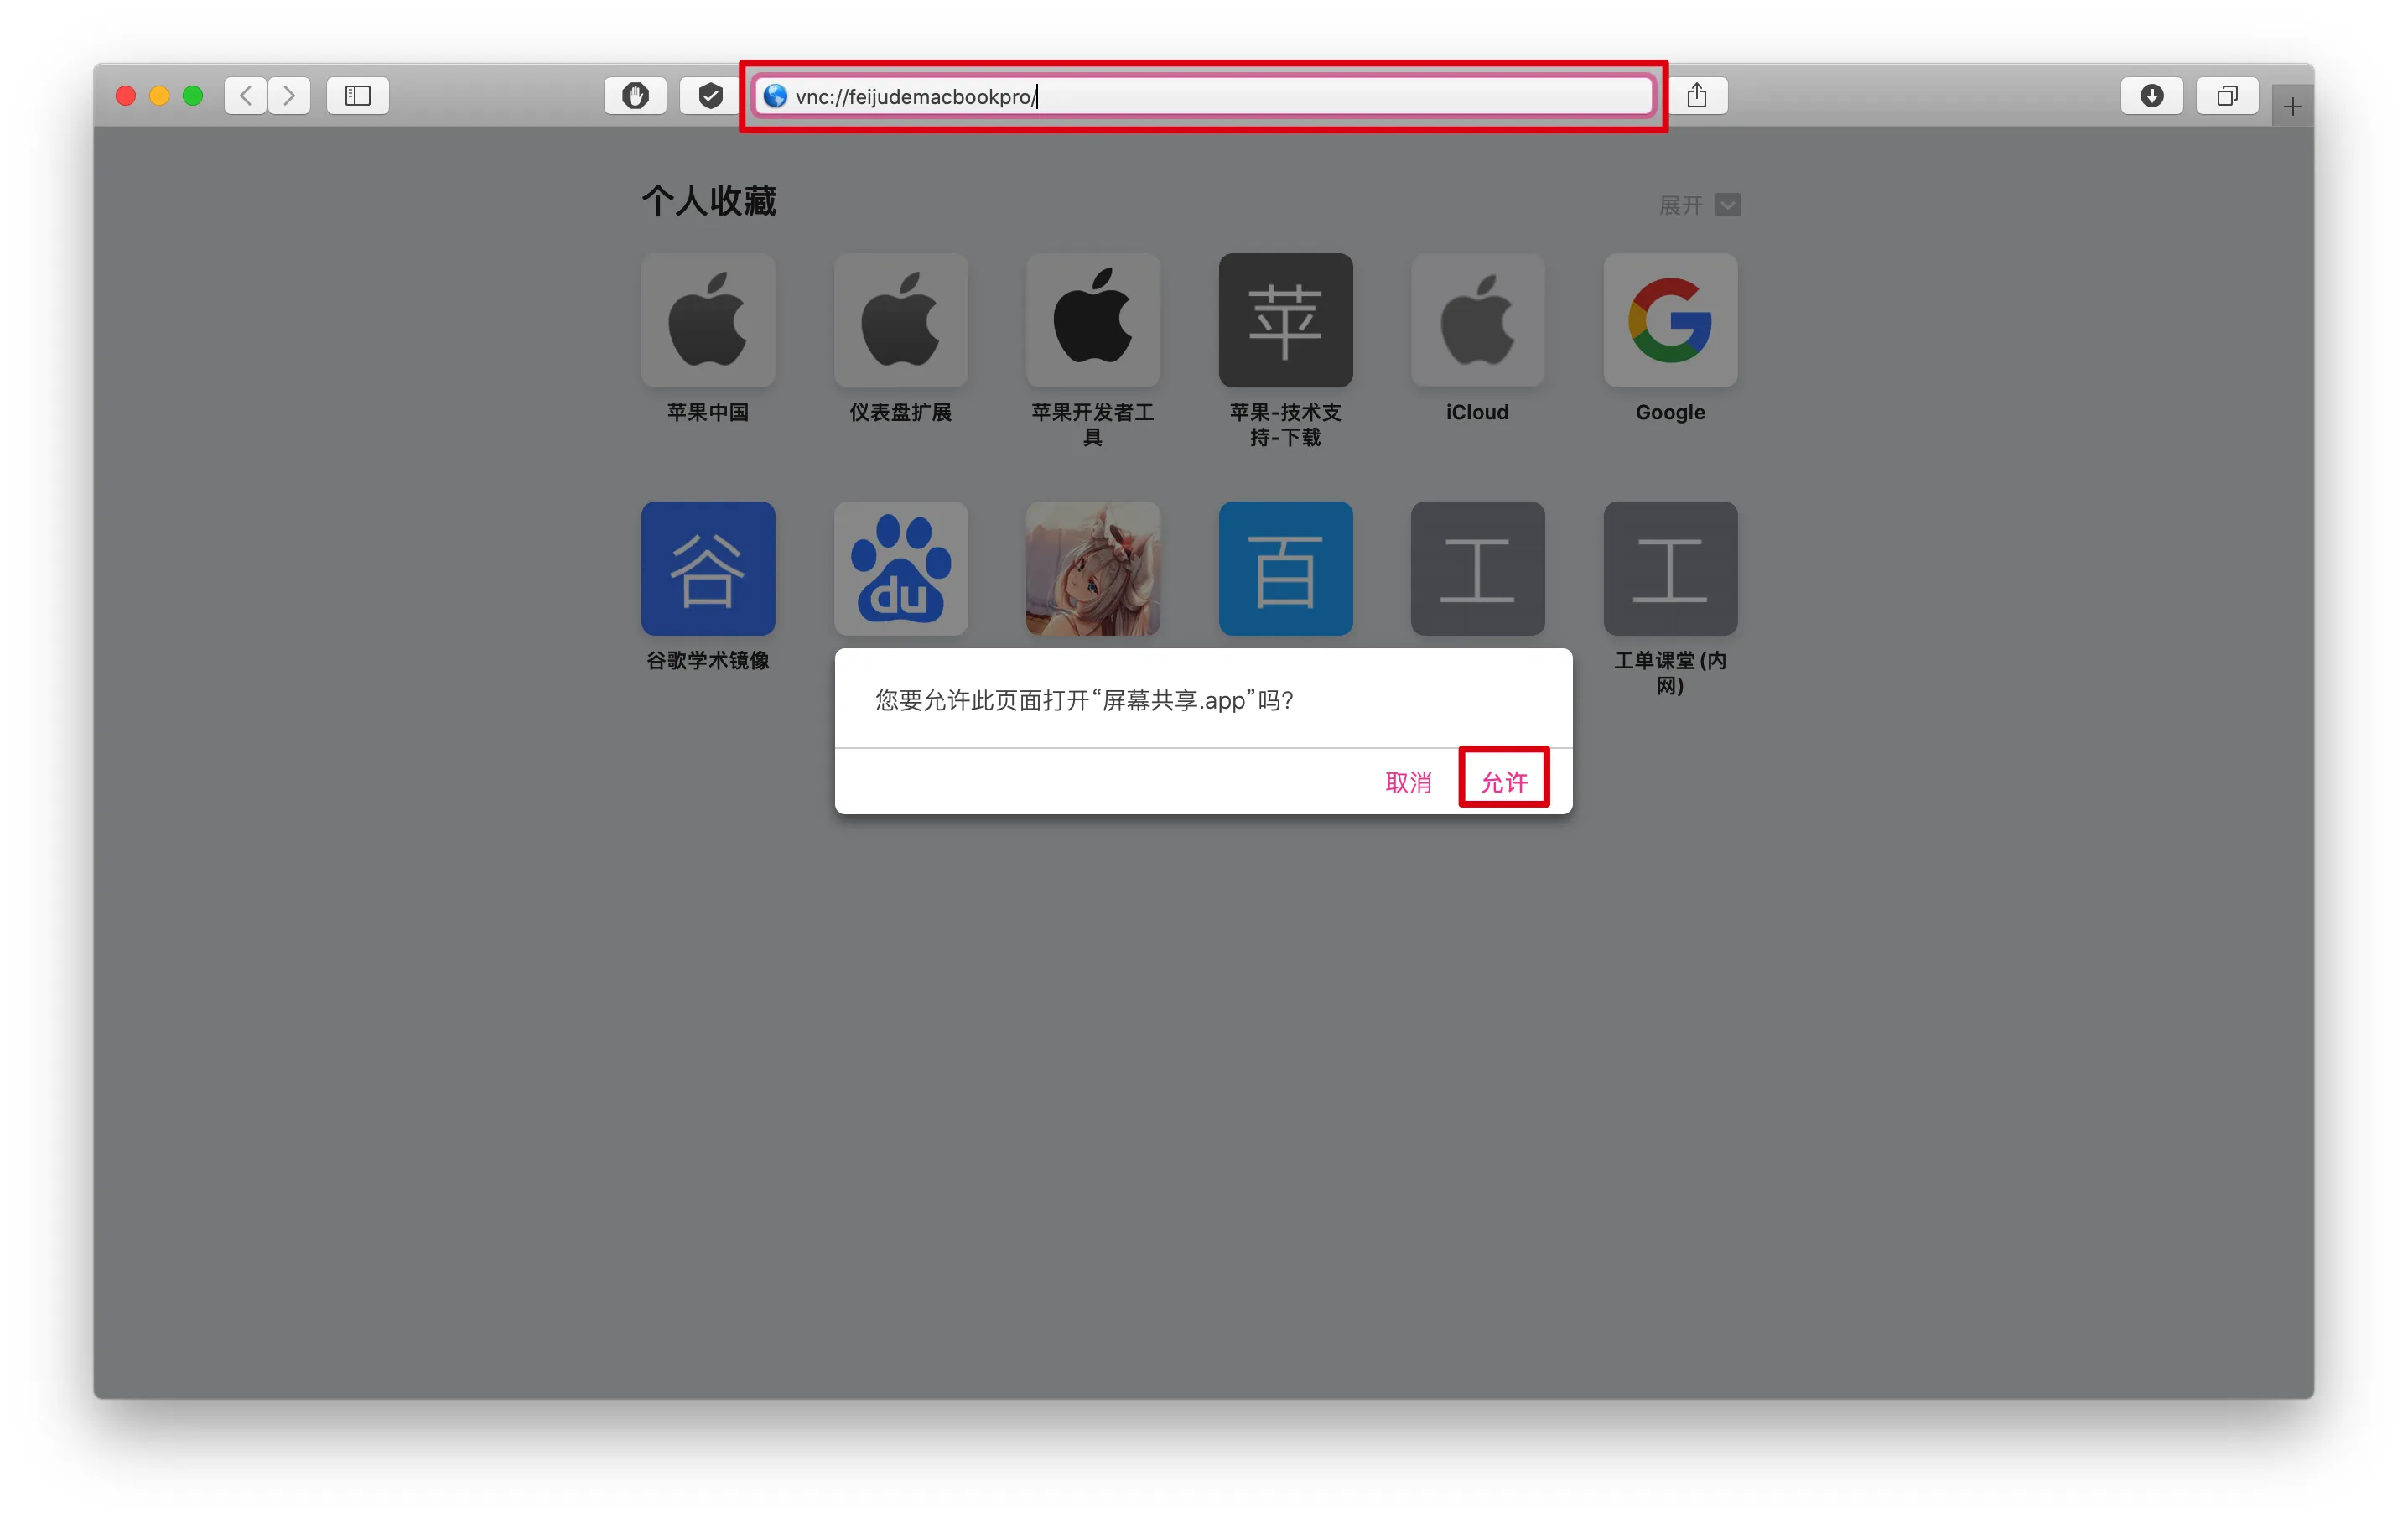 vnc://feijudemacbookpro/
个人收藏
展开
苹
苹果中国
仪表盘扩展
苹果开发者工
具
苹果-技术支
持-下载
iCloud
Google
谷
du
百
工
工
谷歌学术镜像
工单课堂 (内
网)
您要允许此页面打开“屏幕共享.app”吗?
取消
允许